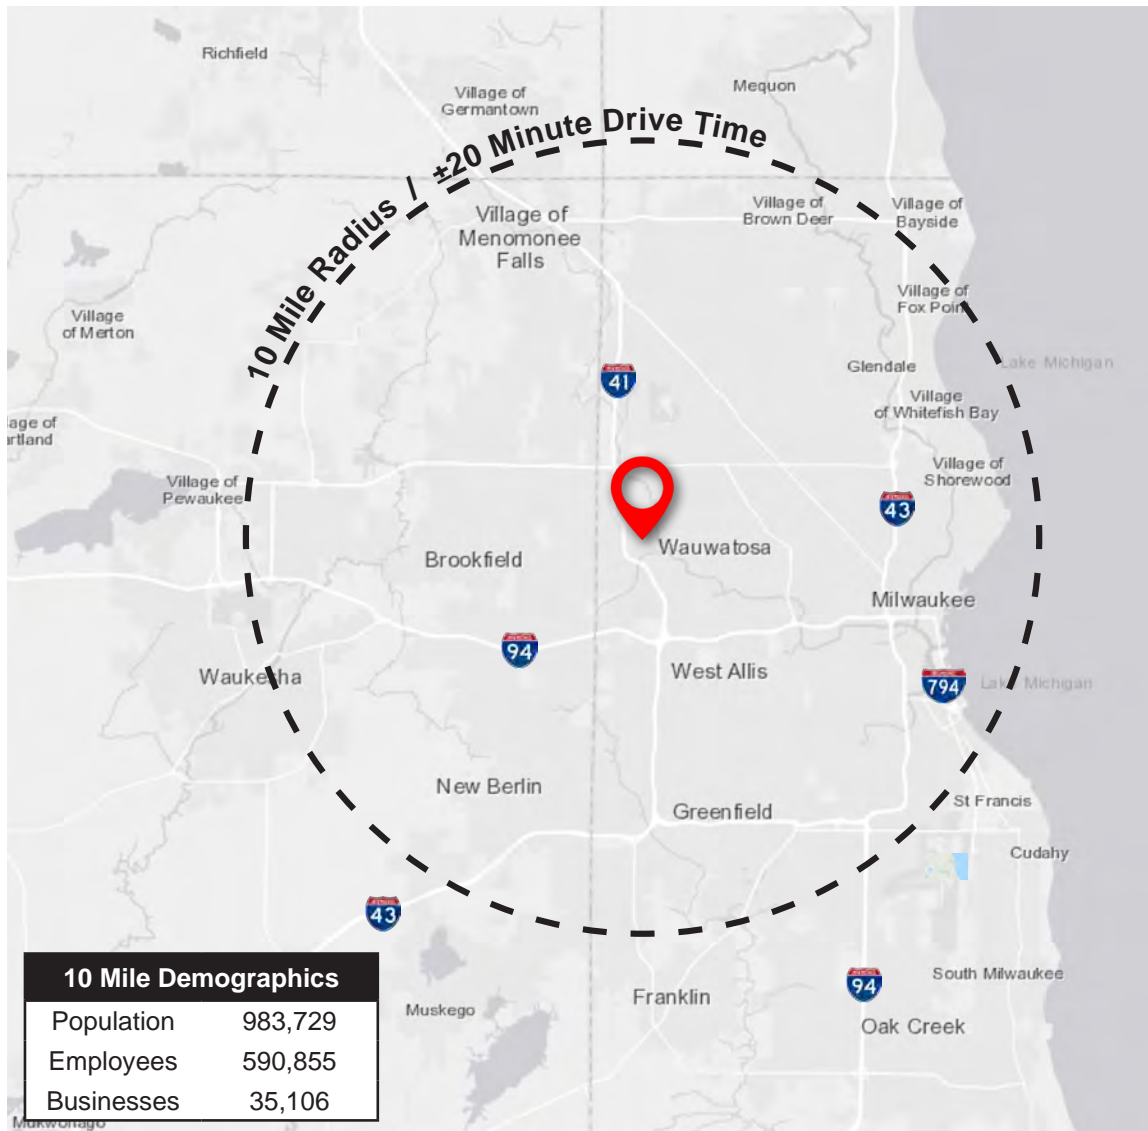 Richfield
Village of
Germantown
Mequon
10 Mile Radius / ±20 Minute Drive Time
Village of
Menomonee
Falls
Village of
Brown Deer
Village of
Bayside
Village
of Merton
Village of
Fox Point
Lake Michigan
41
Glendale
Village
of Whitefish Bay
lage of
artland
Village of
Pewaukee
Village of
Shorewood
43
Brookfield
Wauwatosa
Milwaukee
94
Waukesha
West Allis
794
Lake Michigan
New Berlin
Greenfield
St Francis
Cudahy
43
94
South Milwaukee
Franklin
Muskego
Oak Creek
10 Mile Demographics
Population 983,729
Employees 590,855
Businesses 35,106
Mukwonago